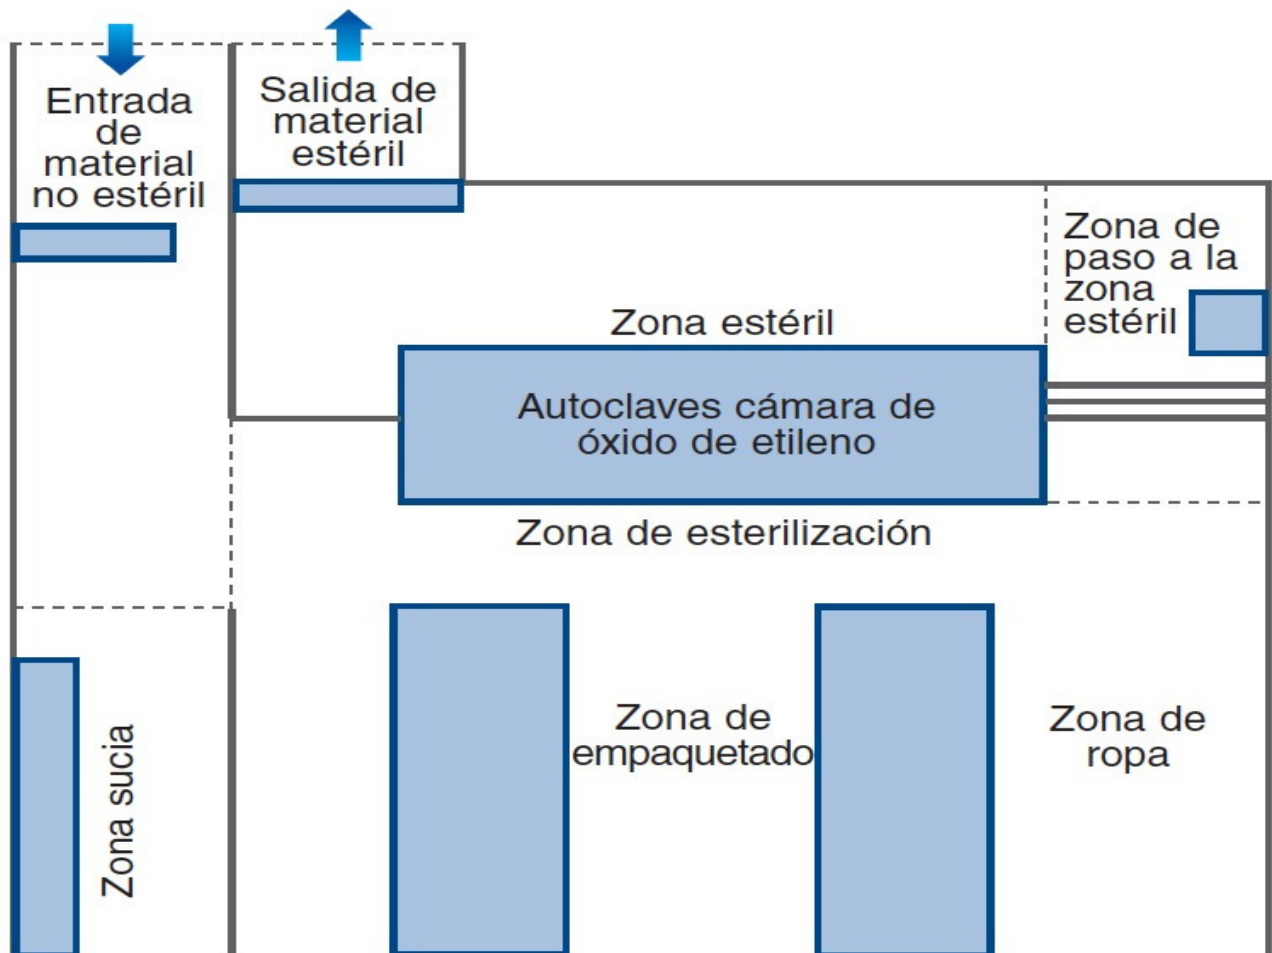 Entrada
de
material
no estéril
Salida de
material
estéril
Zona de
paso a la
zona
estéril
Zona estéril
Autoclaves cámara de
óxido de etileno
Zona de esterilización
Zona sucia
Zona de
empaquetado
Zona de
ropa